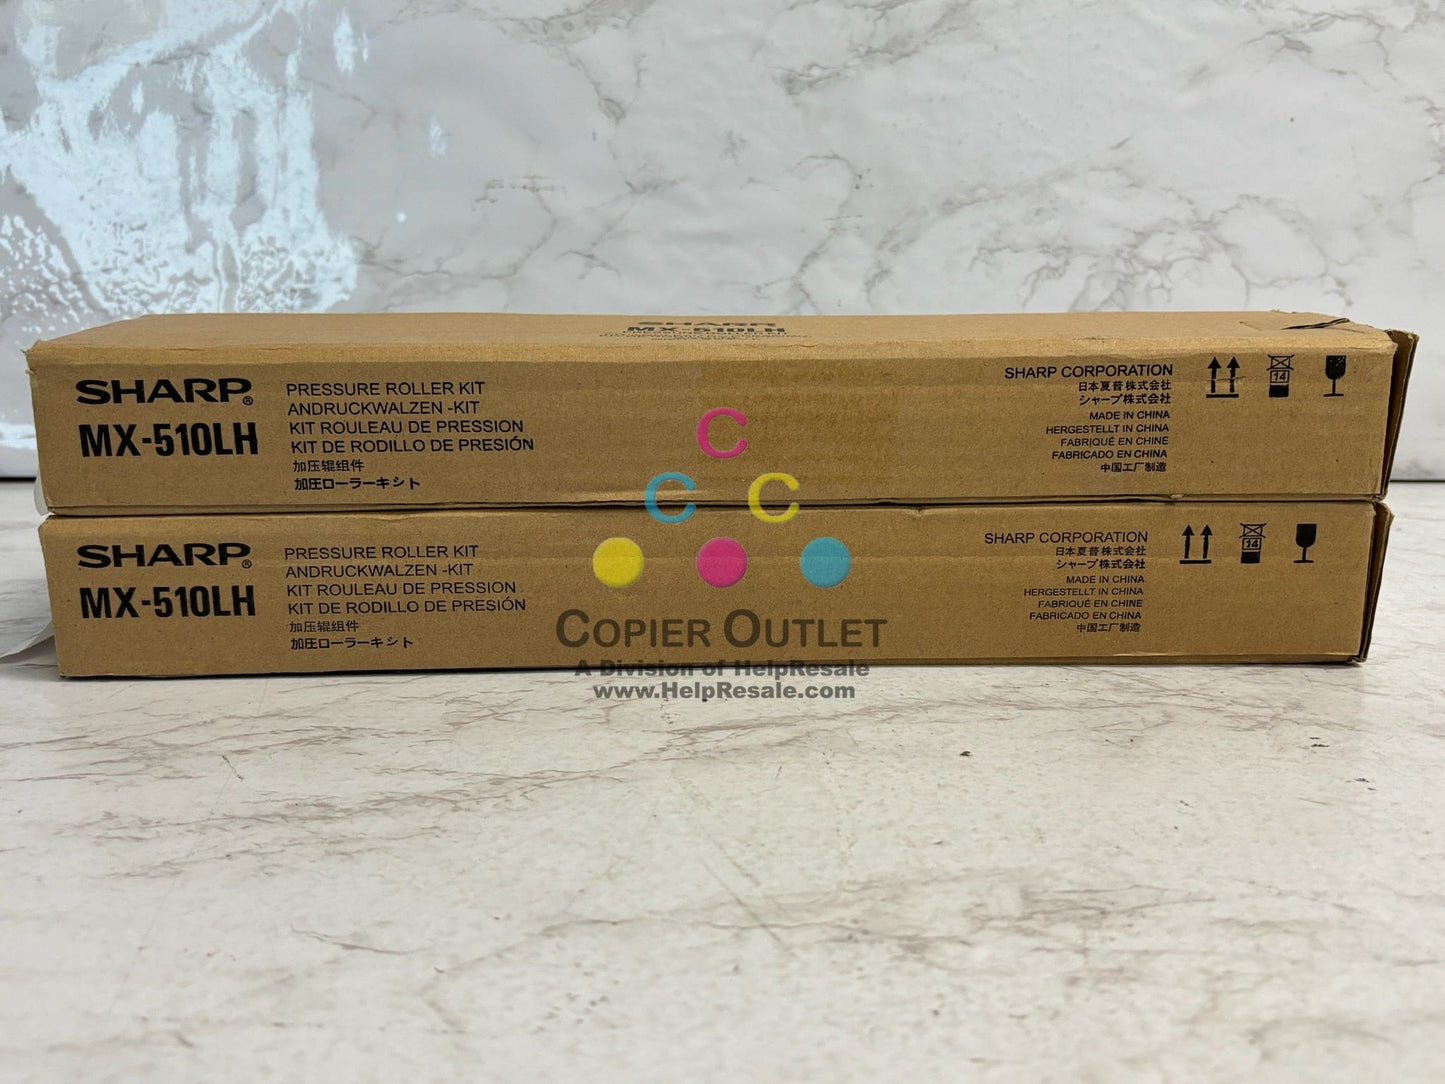 SHARP
MX-510LH
SHARP®
MX-510LH
PRESSURE ROLLER KIT
ANDRUCKWALZEN -KIT
KIT ROULEAU DE PRESSION
KIT DE RODILLO DE PRESIÓN
加压辊组件
加圧ローラーキシト
SHARP CORPORATION
日本夏普株式会社
シャープ株式会社
MADE IN CHINA
HERGESTELLT IN CHINA
FABRIQUÉ EN CHINE
FABRICADO EN CHINA
中国工厂制造
14
SHARP®
MX-510LH
PRESSURE ROLLER KIT
ANDRUCKWALZEN -KIT
KIT ROULEAU DE PRESSION
KIT DE RODILLO DE PRESIÓN
加压辊组件
加圧ローラーキシト
SHARP CORPORATION
日本夏普株式会社
シャープ株式会社
MADE IN CHINA
HERGESTELLT IN CHINA
FABRIQUÉ EN CHINE
FABRICADO EN CHINA
中国工厂制造
14
C
C C
COPIER OUTLET
A Division of HelpResale
www.HelpResale.com